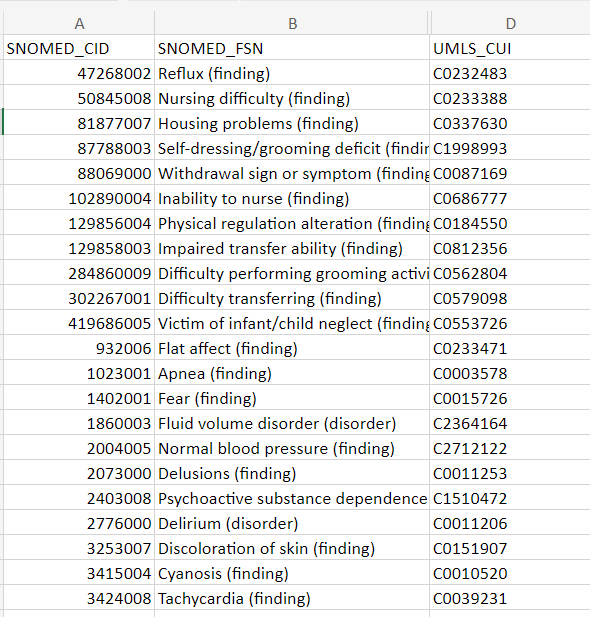 A B D
SNOMED_CID SNOMED_FSN UMLS_CUI
47268002 Reflux (finding) C0232483
50845008 Nursing difficulty (finding) C0233388
81877007 Housing problems (finding) C0337630
87788003 Self-dressing/grooming deficit (findin C1998993
88069000 Withdrawal sign or symptom (finding C0087169
102890004 Inability to nurse (finding) C0686777
129856004 Physical regulation alteration (finding C0184550
129858003 Impaired transfer ability (finding) C0812356
284860009 Difficulty performing grooming activi C0562804
302267001 Difficulty transferring (finding) C0579098
419686005 Victim of infant/child neglect (finding C0553726
932006 Flat affect (finding) C0233471
1023001 Apnea (finding) C0003578
1402001 Fear (finding) C0015726
1860003 Fluid volume disorder (disorder) C2364164
2004005 Normal blood pressure (finding) C2712122
2073000 Delusions (finding) C0011253
2403008 Psychoactive substance dependence C1510472
2776000 Delirium (disorder) C0011206
3253007 Discoloration of skin (finding) C0151907
3415004 Cyanosis (finding) C0010520
3424008 Tachycardia (finding) C0039231